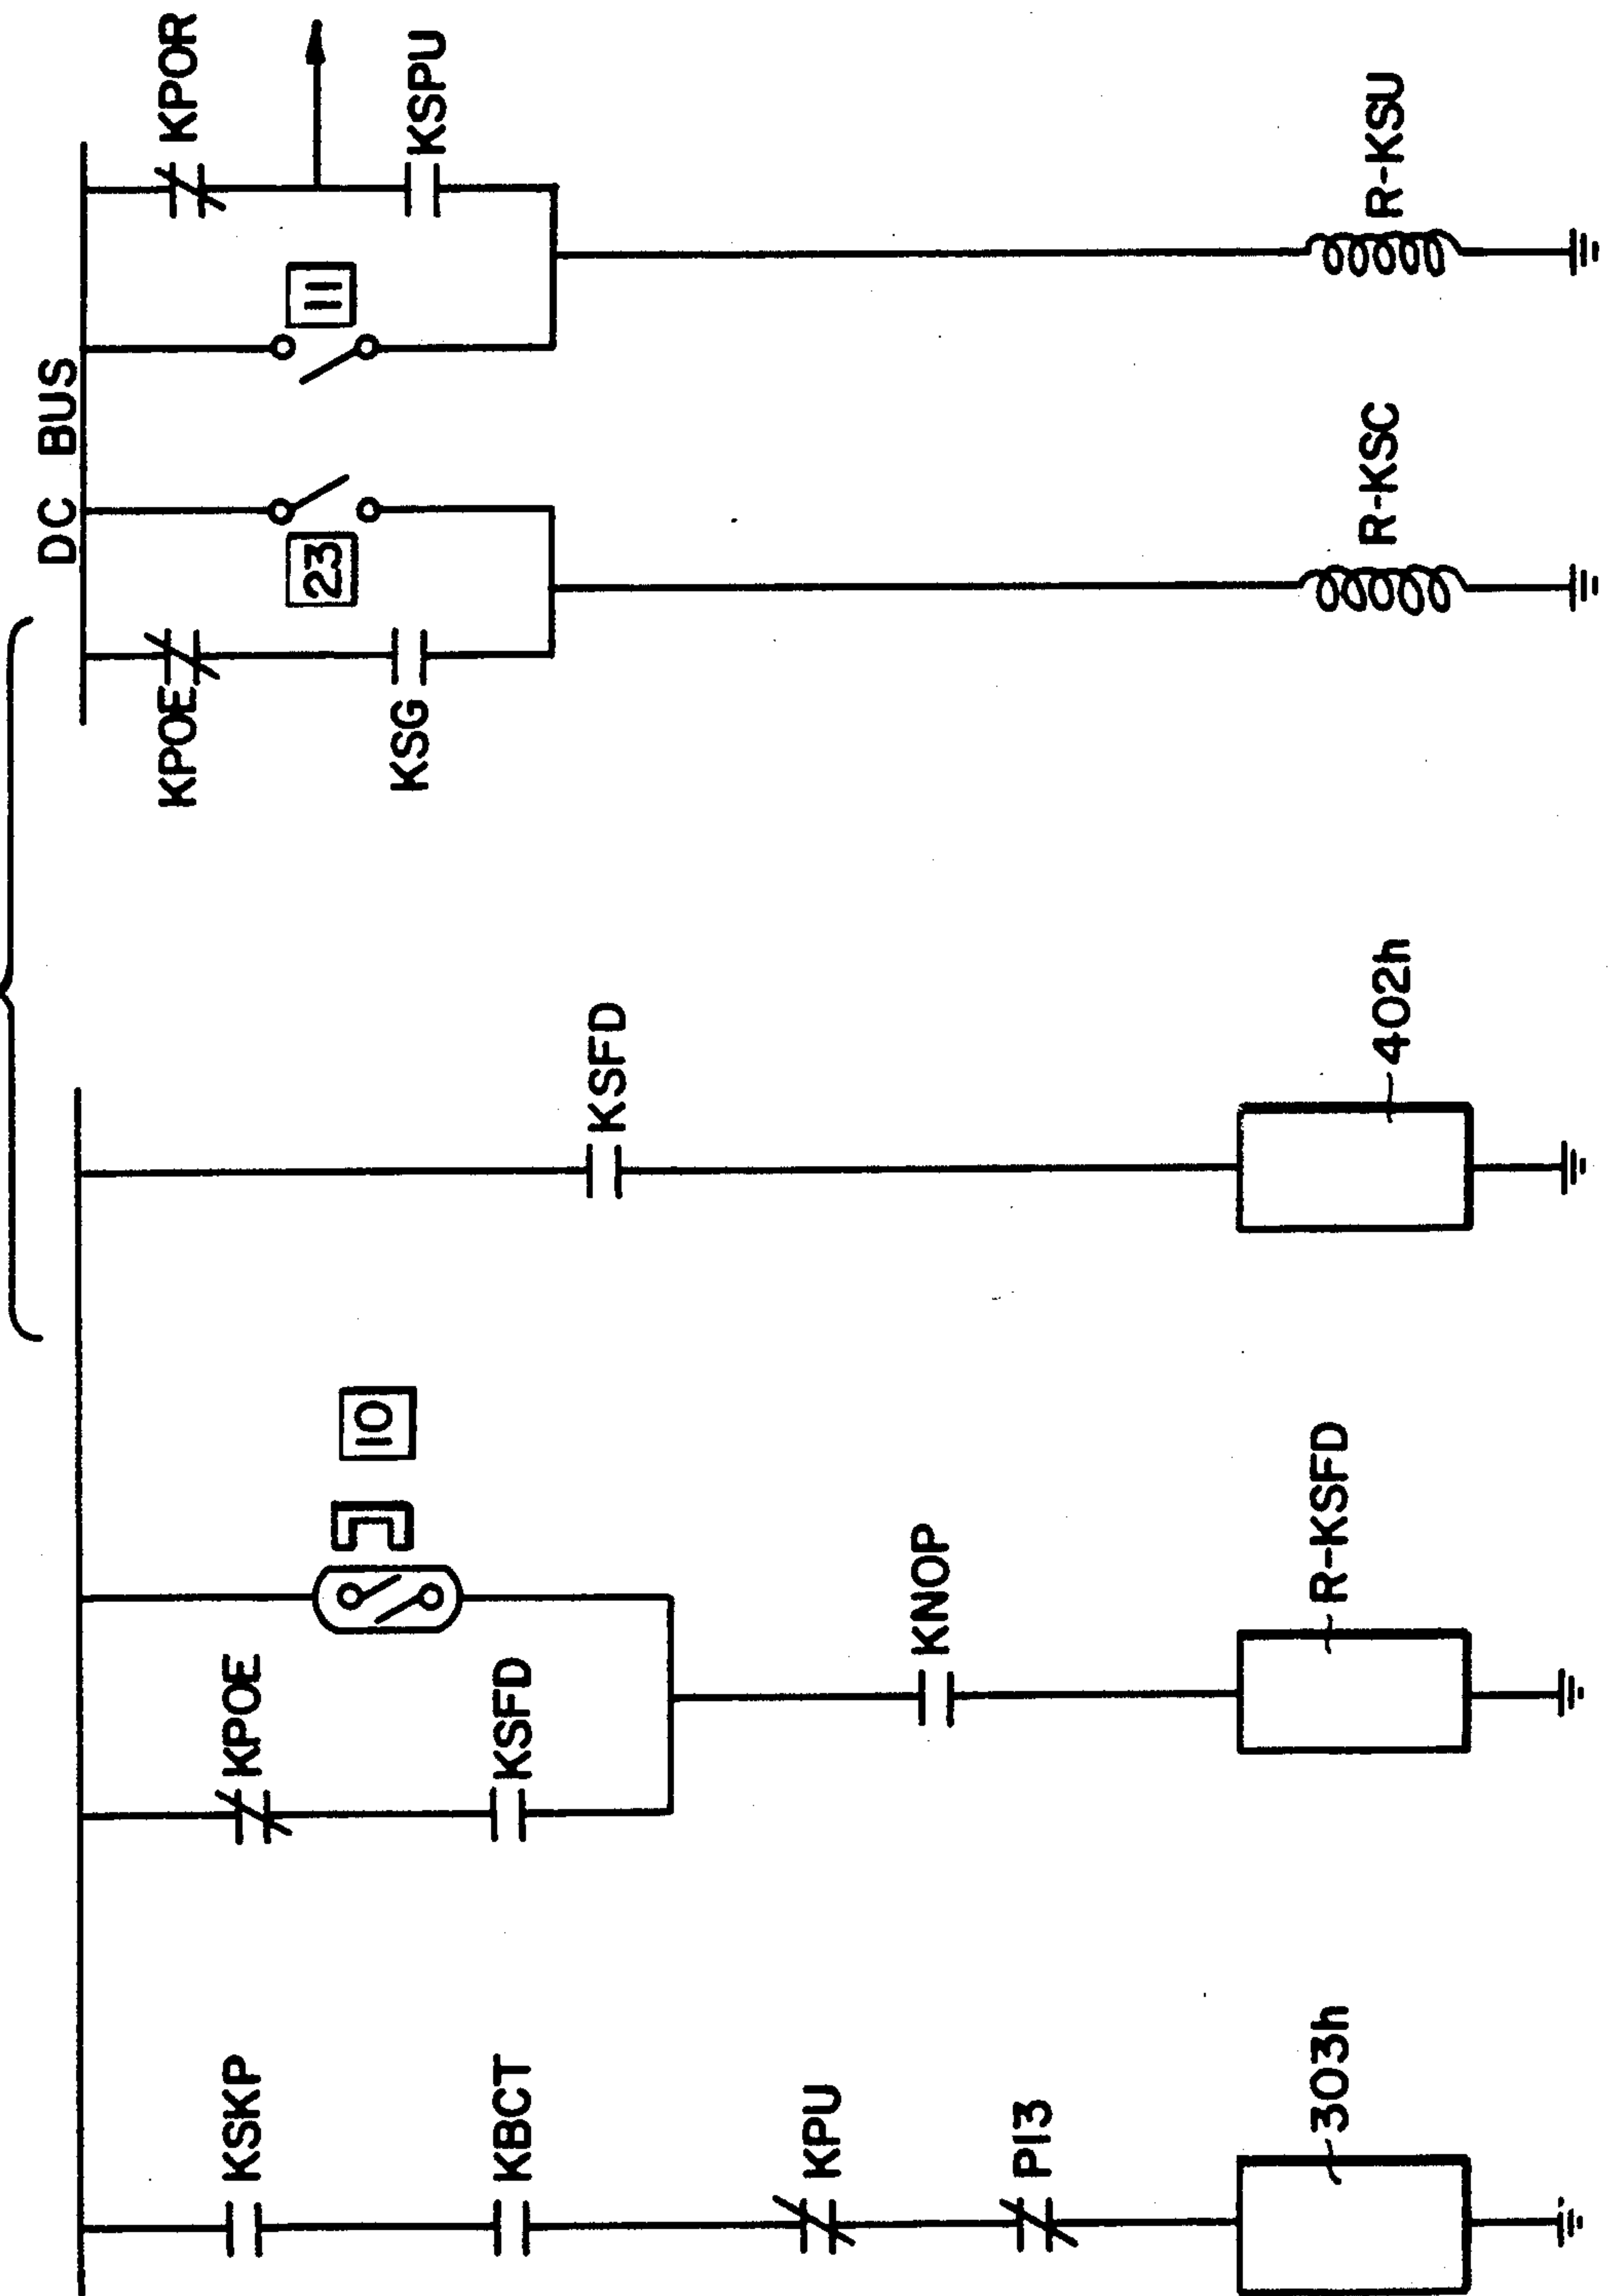 DC BUS
KPOE
KPOR
KSKP
KPOE
23
11
10
KSG
KSPU
KBCT
KSFD
KSFD
KPU
KNOP
P13
303h
R-KSFD
402h
R-KSC
R-KSU